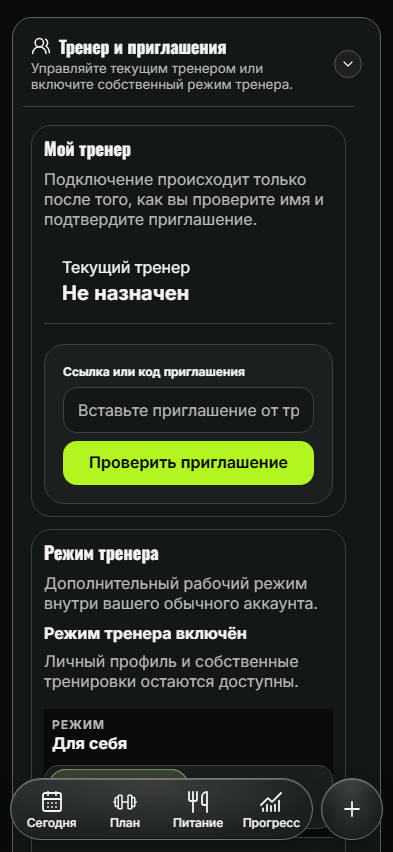 Тренер и приглашения
Управляйте текущим тренером или
включите собственный режим тренера.
Мой тренер
Подключение происходит только
после того, как вы проверите имя и
подтвердите приглашение.
Текущий тренер
Не назначен
Ссылка или код приглашения
Вставьте приглашение от тр
Проверить приглашение
Режим тренера
Дополнительный рабочий режим
внутри вашего обычного аккаунта.
Режим тренера включён
Личный профиль и собственные
тренировки остаются доступны.
РЕЖИМ
Для себя
Сегодня
План
Питание
Прогресс